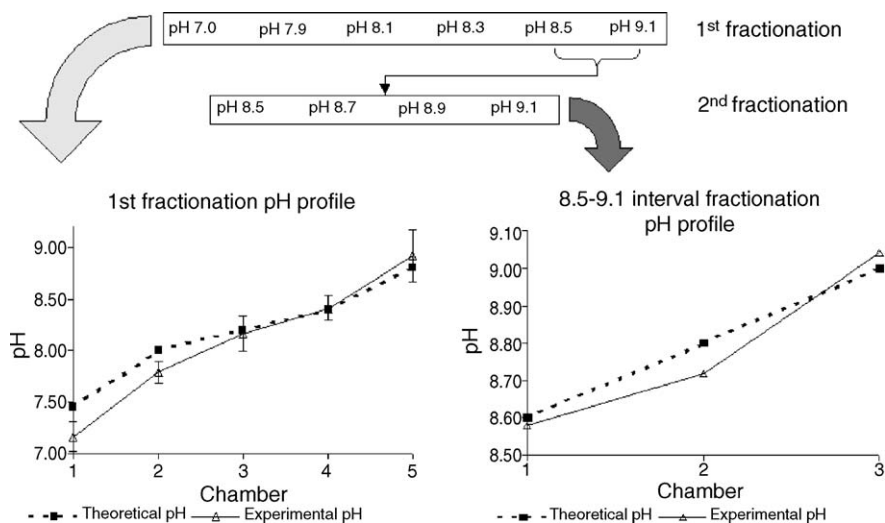 pH 7.0 pH 7.9 pH 8.1 pH 8.3 pH 8.5 pH 9.1 1st fractionation
pH 8.5 pH 8.7 pH 8.9 pH 9.1 2nd fractionation
1st fractionation pH profile
9.00
8.50
8.00
7.50
7.00
pH
1 2 3 4 5
Chamber
Theoretical pH Experimental pH
8.5-9.1 interval fractionation
pH profile
9.10
9.00
8.90
8.80
8.70
8.60
8.50
pH
1 2 3
Chamber
Theoretical pH Experimental pH